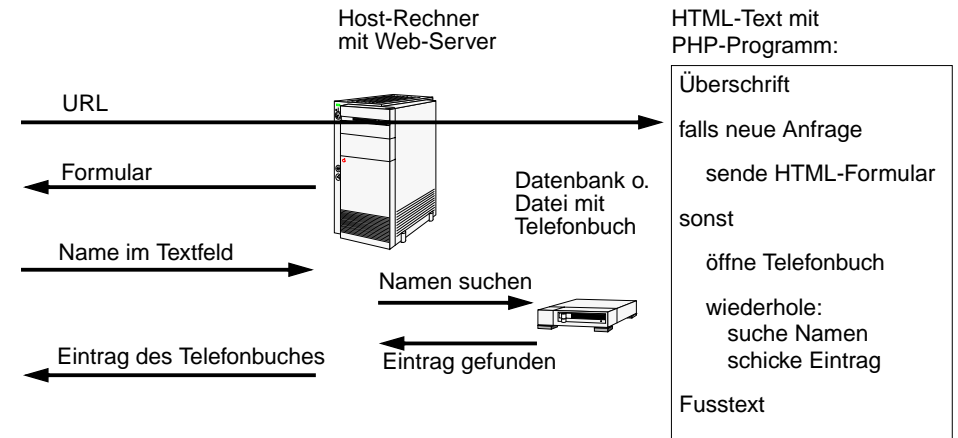 Host-Rechner
mit Web-Server
HTML-Text mit
PHP-Programm:
URL
Formular
Name im Textfeld
Eintrag des Telefonbuches
Datenbank o.
Datei mit
Telefonbuch
Namen suchen
Eintrag gefunden
Überschrift
falls neue Anfrage
sende HTML-Formular
sonst
öffne Telefonbuch
wiederhole:
suche Namen
schicke Eintrag
Fusstext